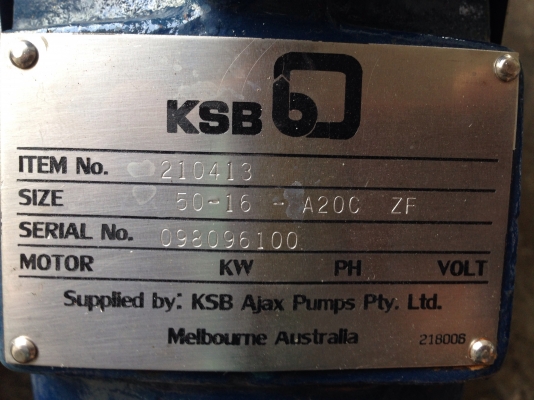 KSB
ITEM No. 210413
SIZE 50-16 - A20C ZF
SERIAL No. 098096100
MOTOR KW PH VOLT
Supplied by: KSB Ajax Pumps Pty. Ltd.
Melbourne Australia 218008